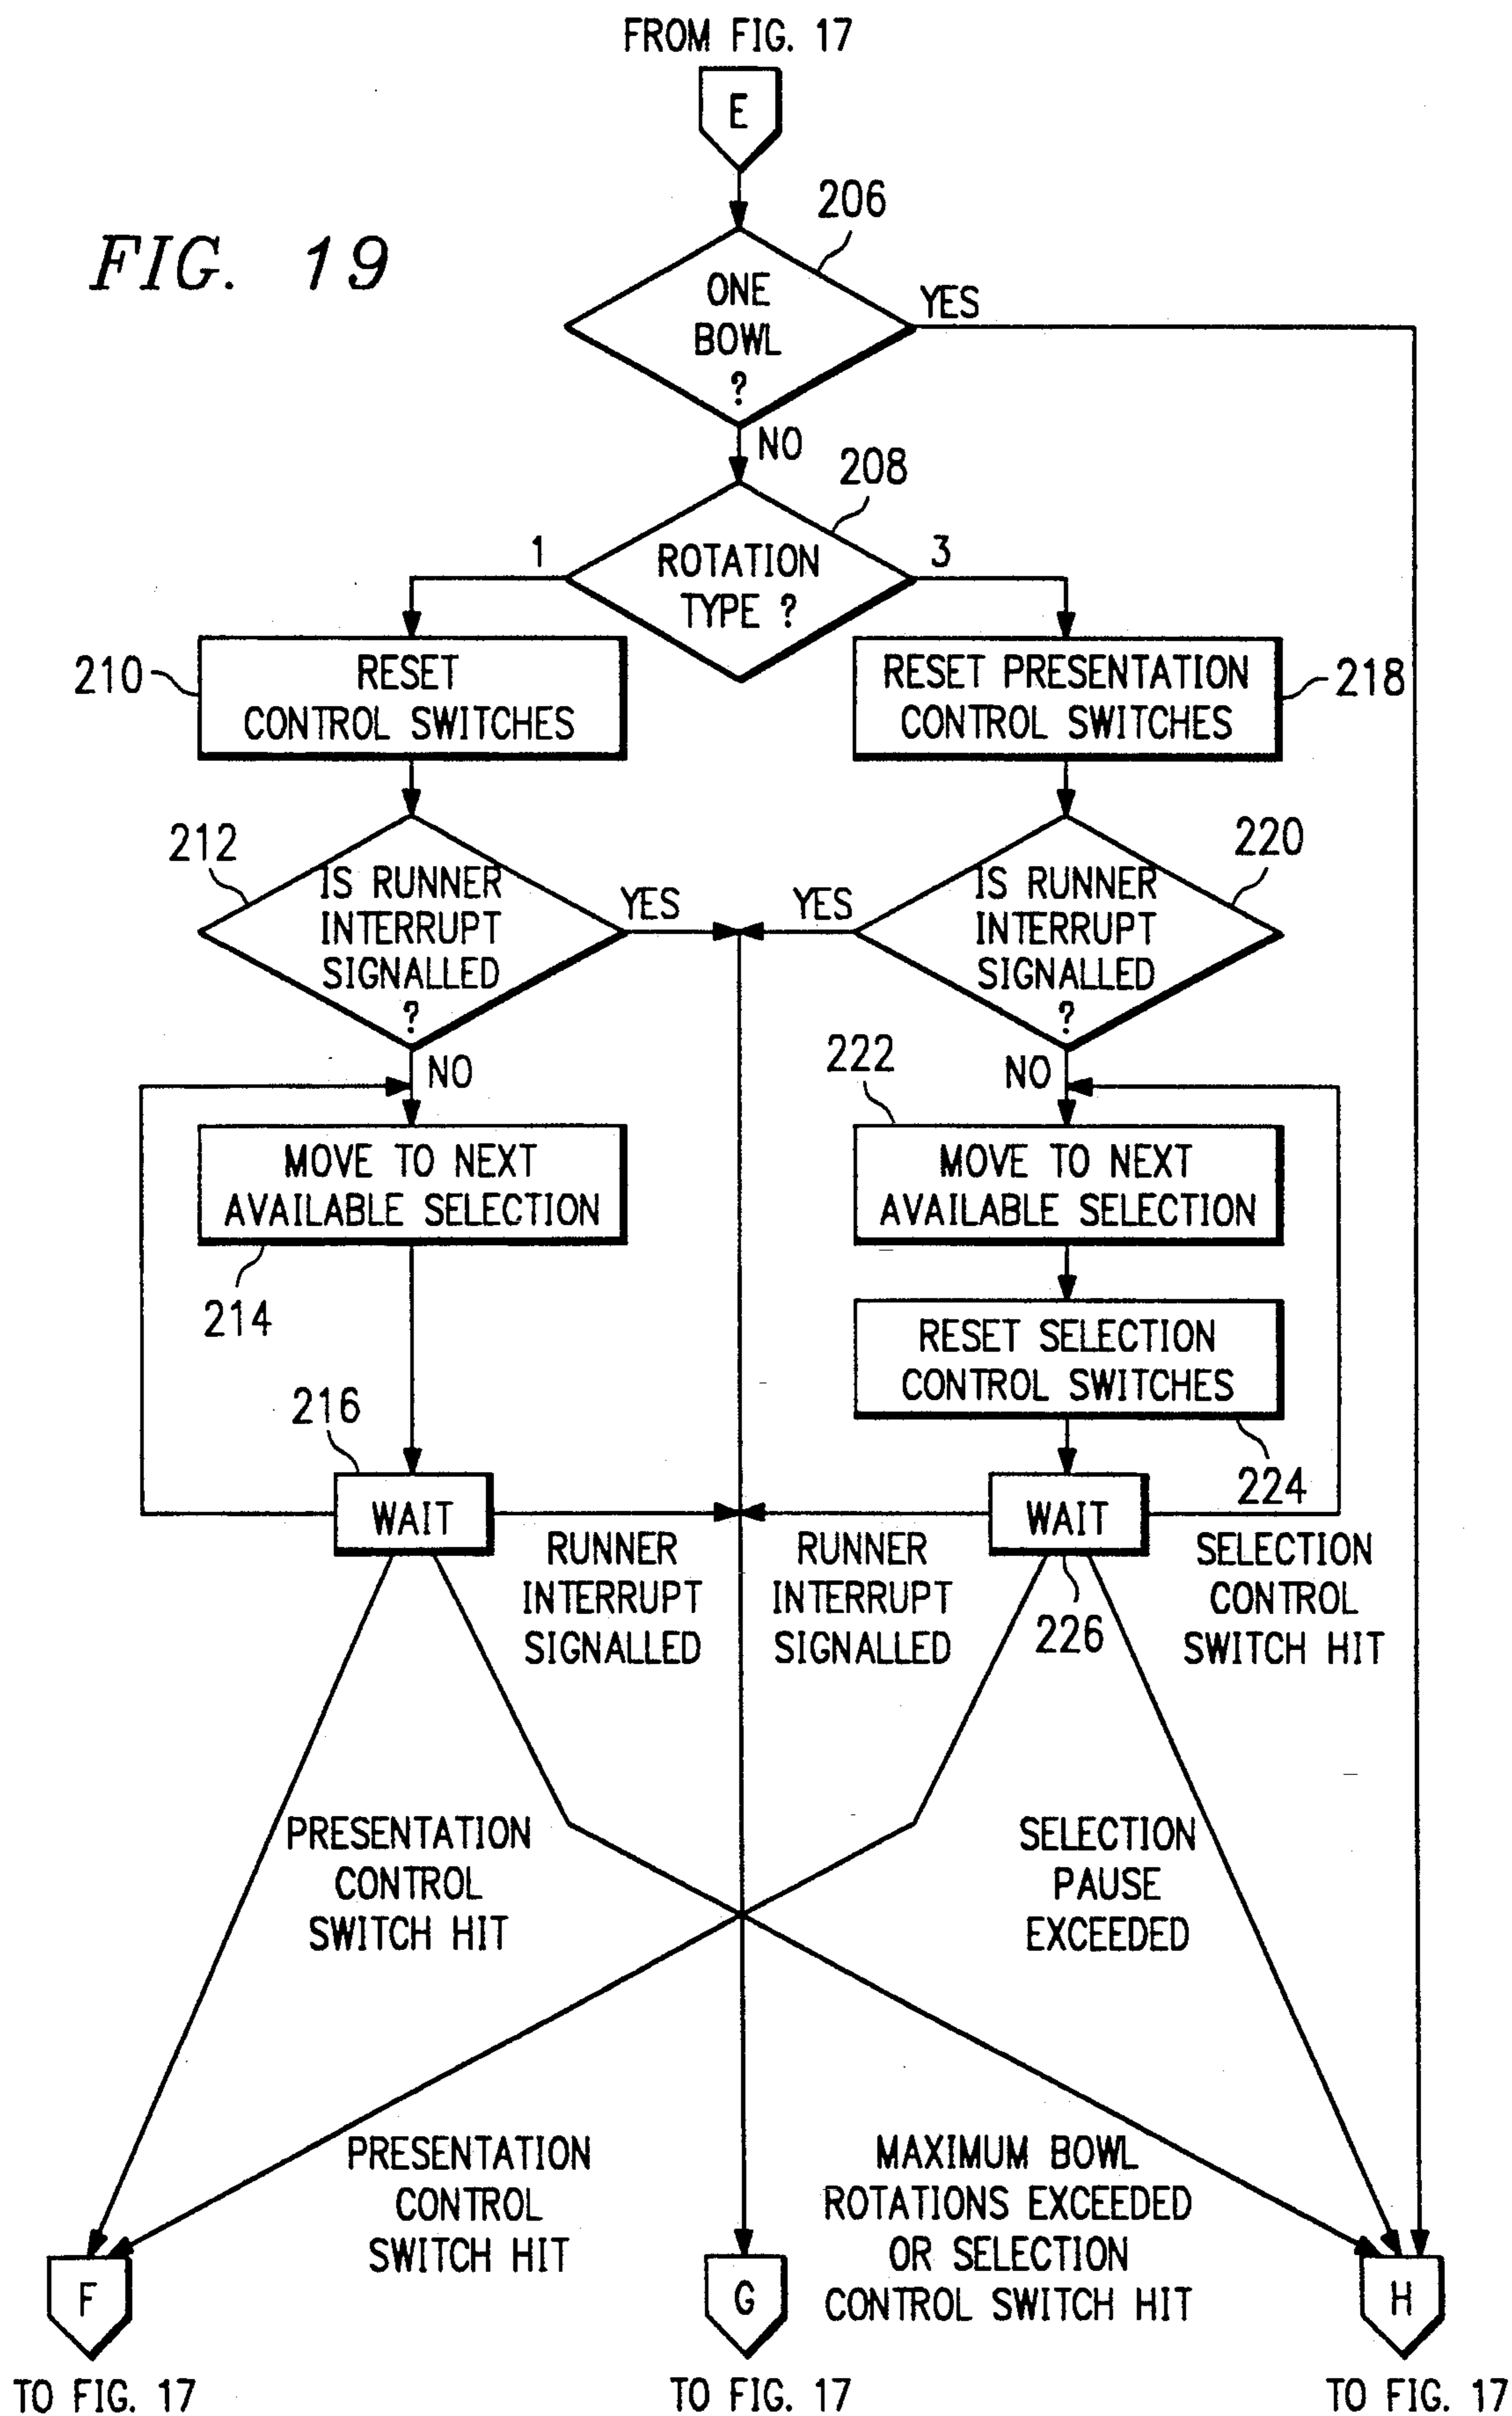 FROM FIG. 17
E
FIG. 19
206
ONE
BOWL
?
YES
NO
208
ROTATION
TYPE ?
1
3
210
RESET
CONTROL SWITCHES
RESET PRESENTATION
CONTROL SWITCHES
218
212
IS RUNNER
INTERRUPT
SIGNALLED
?
YES
YES
220
IS RUNNER
INTERRUPT
SIGNALLED
?
NO
222
NO
MOVE TO NEXT
AVAILABLE SELECTION
214
MOVE TO NEXT
AVAILABLE SELECTION
RESET SELECTION
CONTROL SWITCHES
224
216
WAIT
WAIT
226
RUNNER
INTERRUPT
SIGNALLED
RUNNER
INTERRUPT
SIGNALLED
SELECTION
CONTROL
SWITCH HIT
PRESENTATION
CONTROL
SWITCH HIT
SELECTION
PAUSE
EXCEEDED
PRESENTATION
CONTROL
SWITCH HIT
MAXIMUM BOWL
ROTATIONS EXCEEDED
OR SELECTION
CONTROL SWITCH HIT
F
G
H
TO FIG. 17
TO FIG. 17
TO FIG. 17